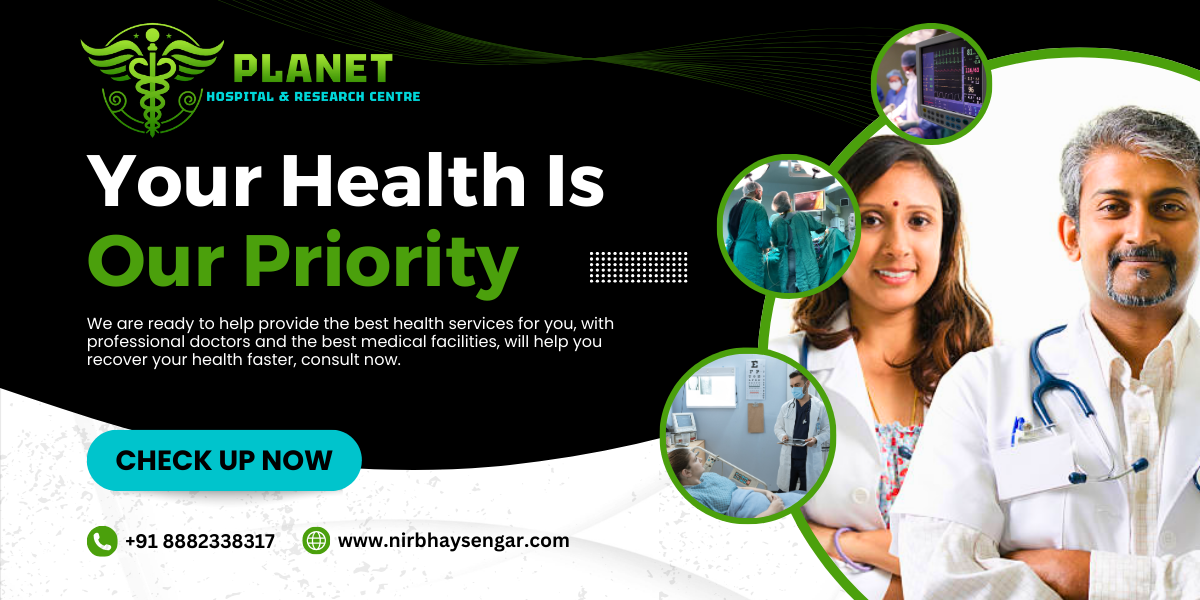 PLANET
HOSPITAL & RESEARCH CENTRE
Your Health Is
Our Priority
We are ready to help provide the best health services for you, with
professional doctors and the best medical facilities, will help you
recover your health faster, consult now.
CHECK UP NOW
+91 8882338317
www.nirbhaysengar.com